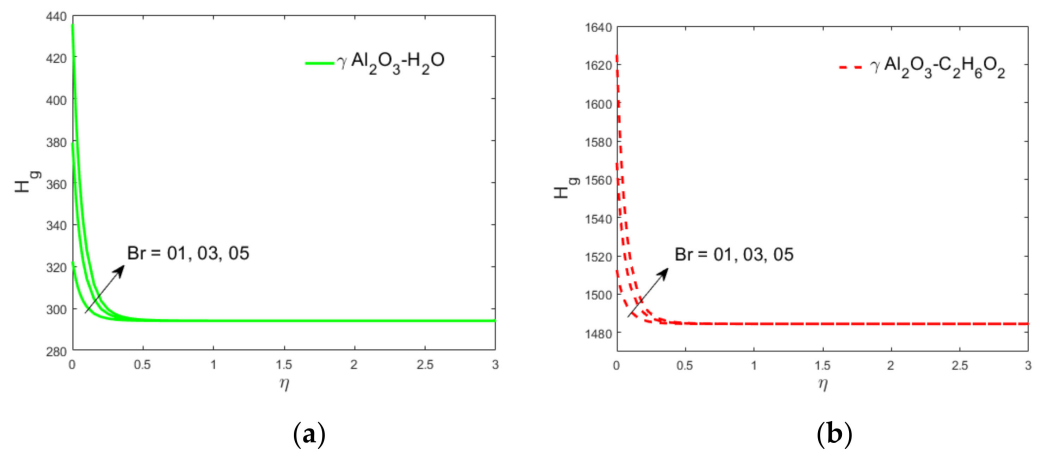 440
420
400
380
360
340
320
300
280
H_g
γ Al₂O₃-H₂O
Br = 01, 03, 05
0 0.5 1 1.5 2 2.5 3
η
(a)
1640
1620
1600
1580
1560
1540
1520
1500
1480
H_g
γ Al₂O₃-C₂H₆O₂
Br = 01, 03, 05
0 0.5 1 1.5 2 2.5 3
η
(b)